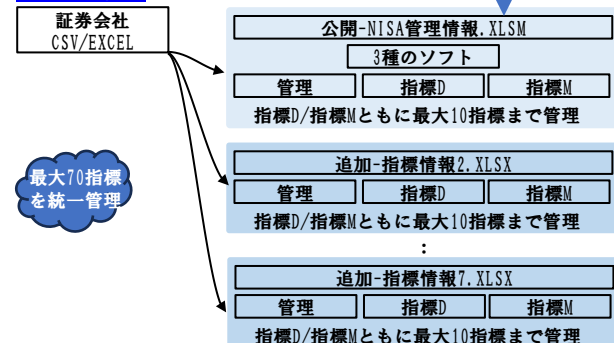 証券会社
CSV/EXCEL
公開-NISA管理情報.XLSM
3種のソフト
管理 指標D 指標M
指標D/指標Mともに最大10指標まで管理
最大70指標
を統一管理
追加-指標情報2.XLSX
管理 指標D 指標M
指標D/指標Mともに最大10指標まで管理
:
追加-指標情報7.XLSX
管理 指標D 指標M
指標D/指標Mともに最大10指標まで管理